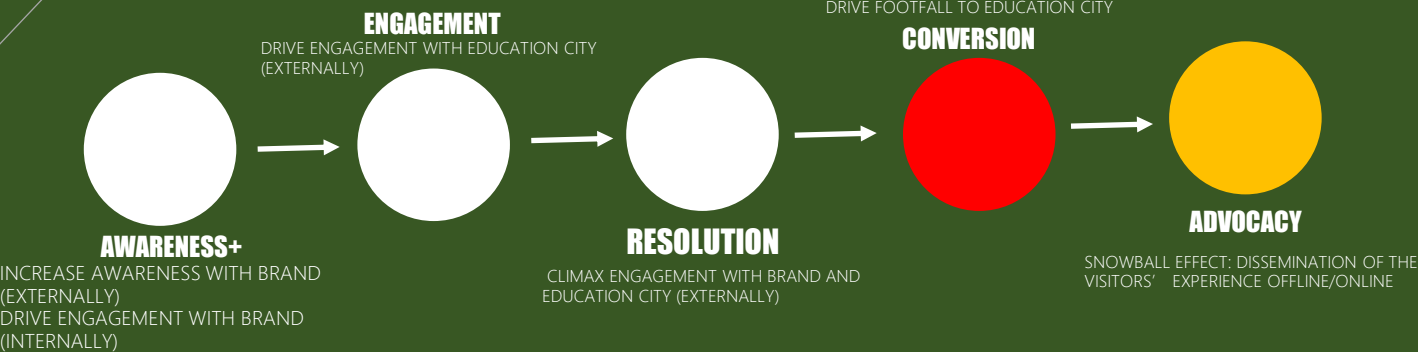 ENGAGEMENT
DRIVE ENGAGEMENT WITH EDUCATION CITY
(EXTERNALLY)
DRIVE FOOTFALL TO EDUCATION CITY
CONVERSION
AWARENESS+
INCREASE AWARENESS WITH BRAND
(EXTERNALLY)
DRIVE ENGAGEMENT WITH BRAND
(INTERNALLY)
RESOLUTION
CLIMAX ENGAGEMENT WITH BRAND AND
EDUCATION CITY (EXTERNALLY)
ADVOCACY
SNOWBALL EFFECT: DISSEMINATION OF THE
VISITORS’ EXPERIENCE OFFLINE/ONLINE